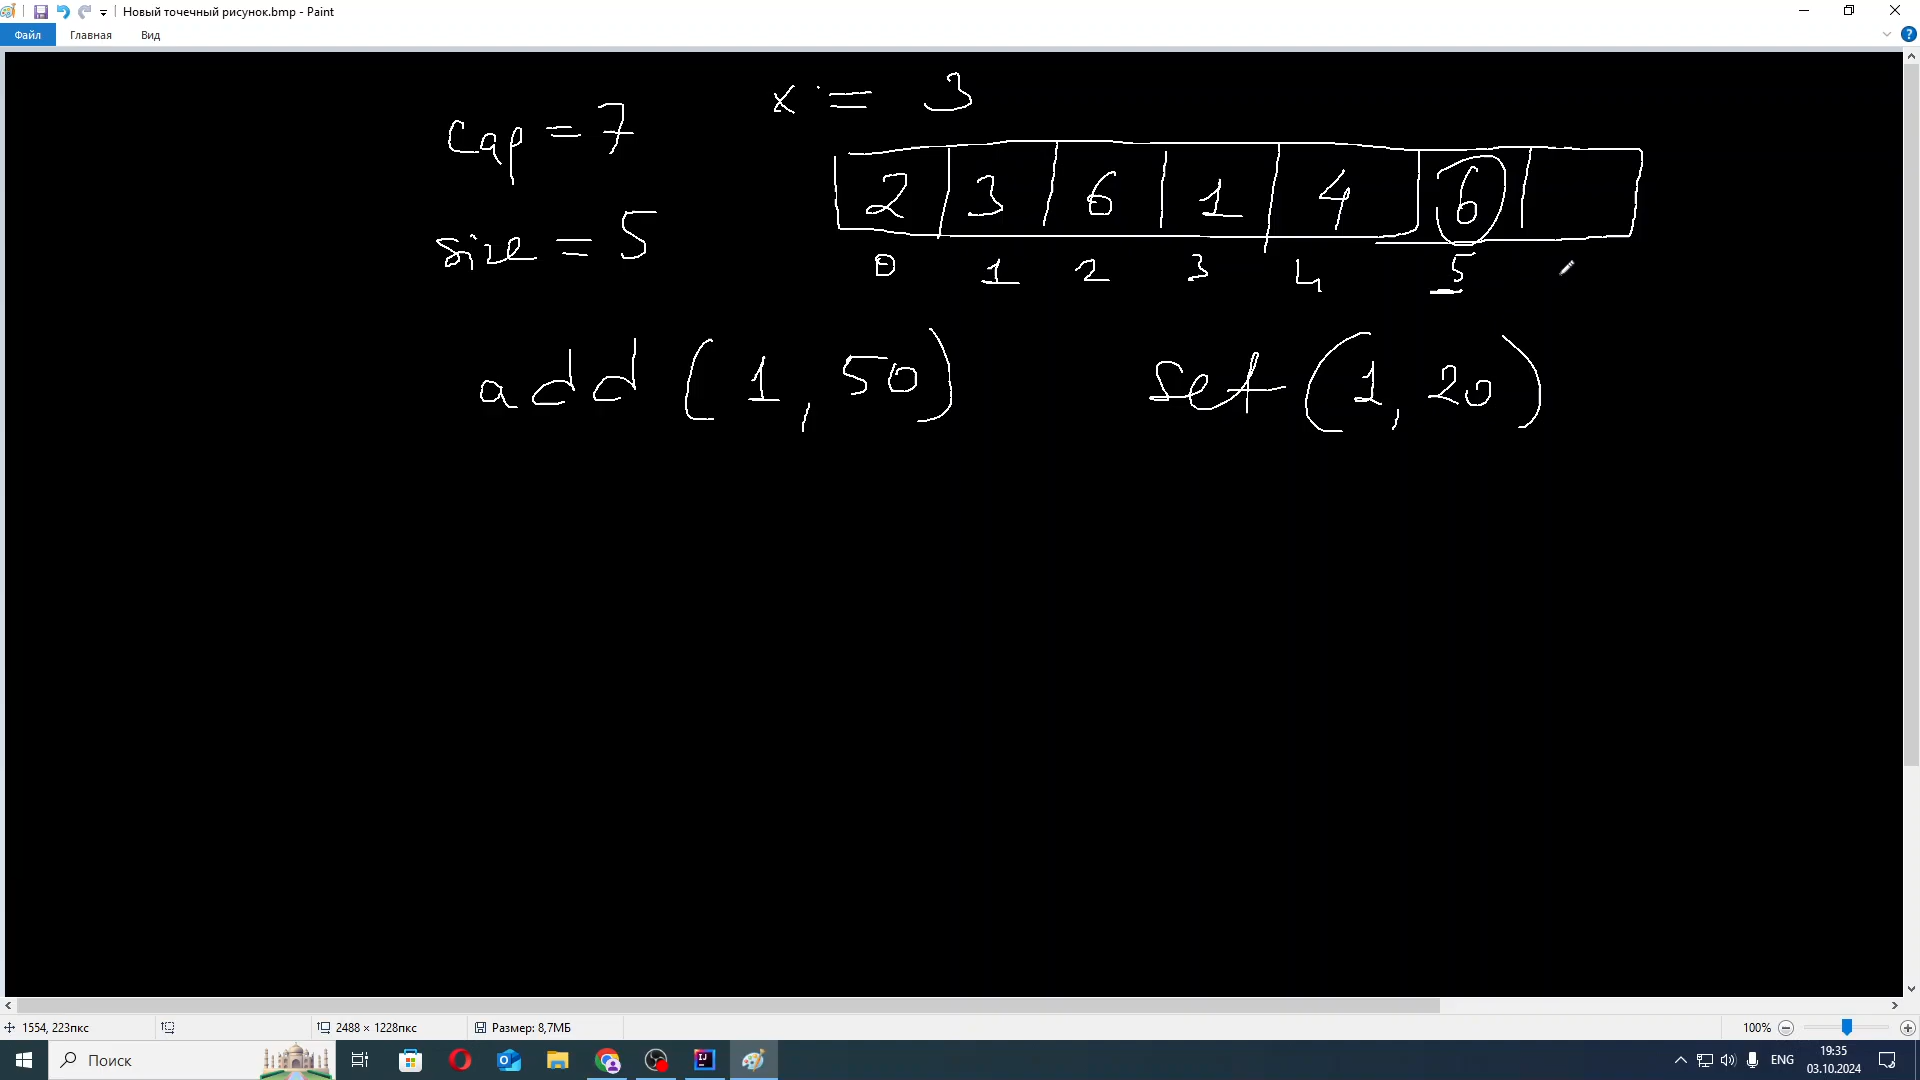 Новый точечный рисунок.bmp - Paint
Файл Главная Вид
x = 3
cap = 7
2 3 6 1 4 6
size = 5
0 1 2 3 4 5
add (1, 50) set (1, 20)
1554, 223пкс 2488 × 1228пкс Размер: 8,7МБ 100%
Поиск ENG 19:35
03.10.2024